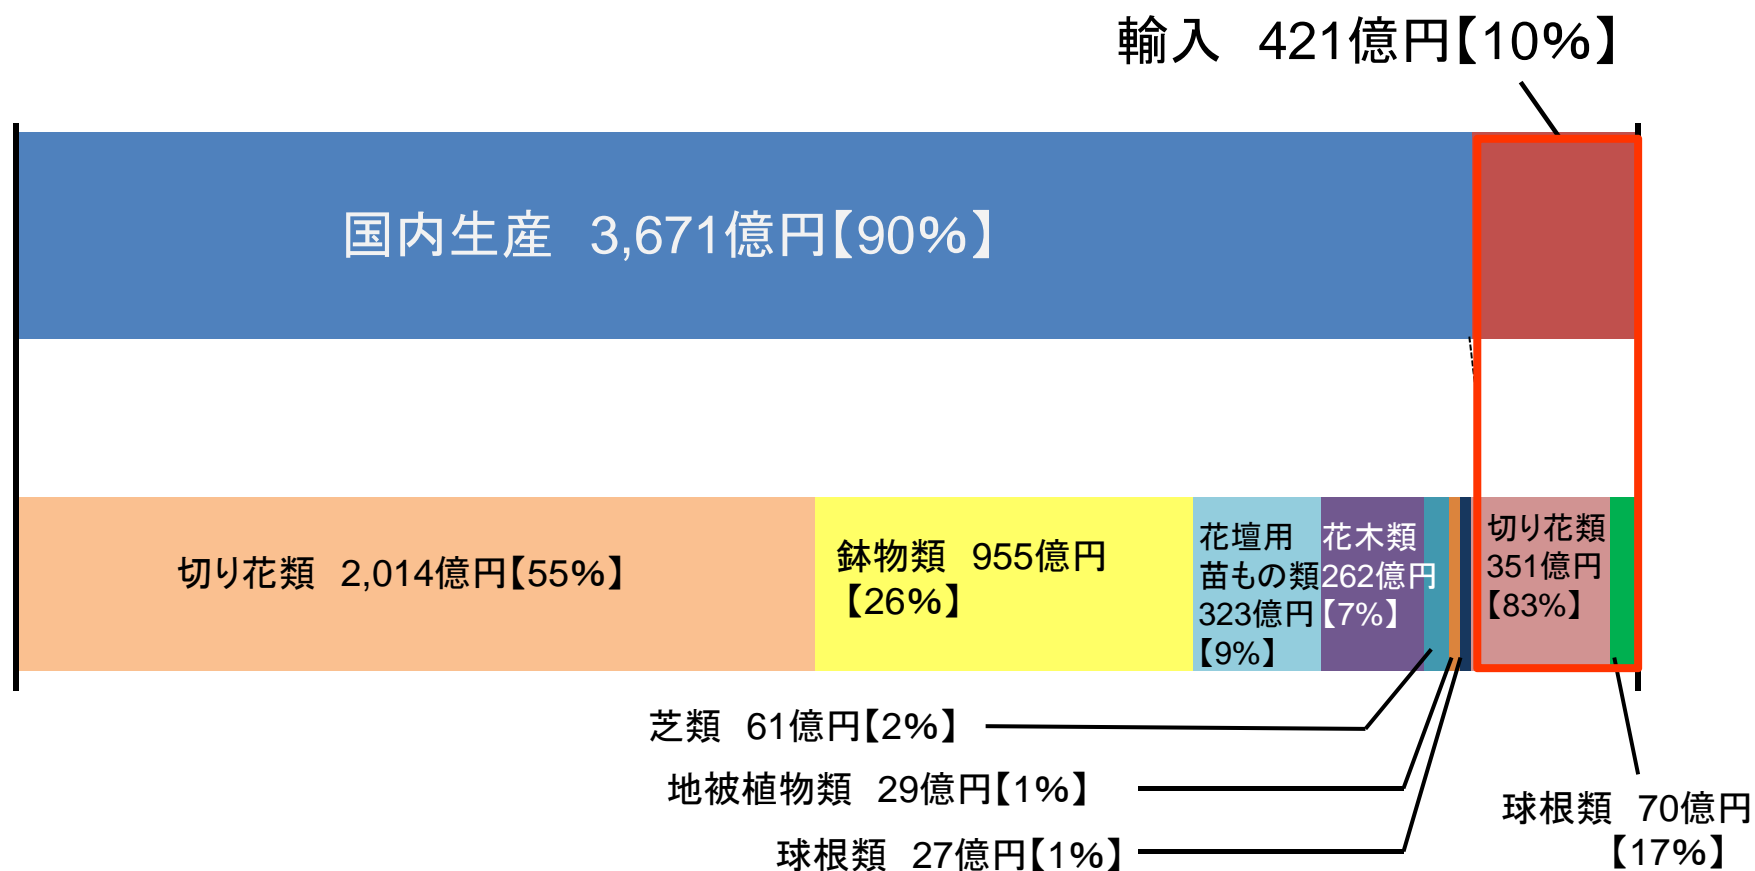 輸入　421億円【10%】
国内生産　3,671億円【90%】
切り花類　2,014億円【55%】
鉢物類　955億円
【26%】
花壇用
苗もの類
323億円
【9%】
花木類
262億円
【7%】
切り花類
351億円
【83%】
芝類　61億円【2%】
地被植物類　29億円【1%】
球根類　27億円【1%】
球根類　70億円
【17%】